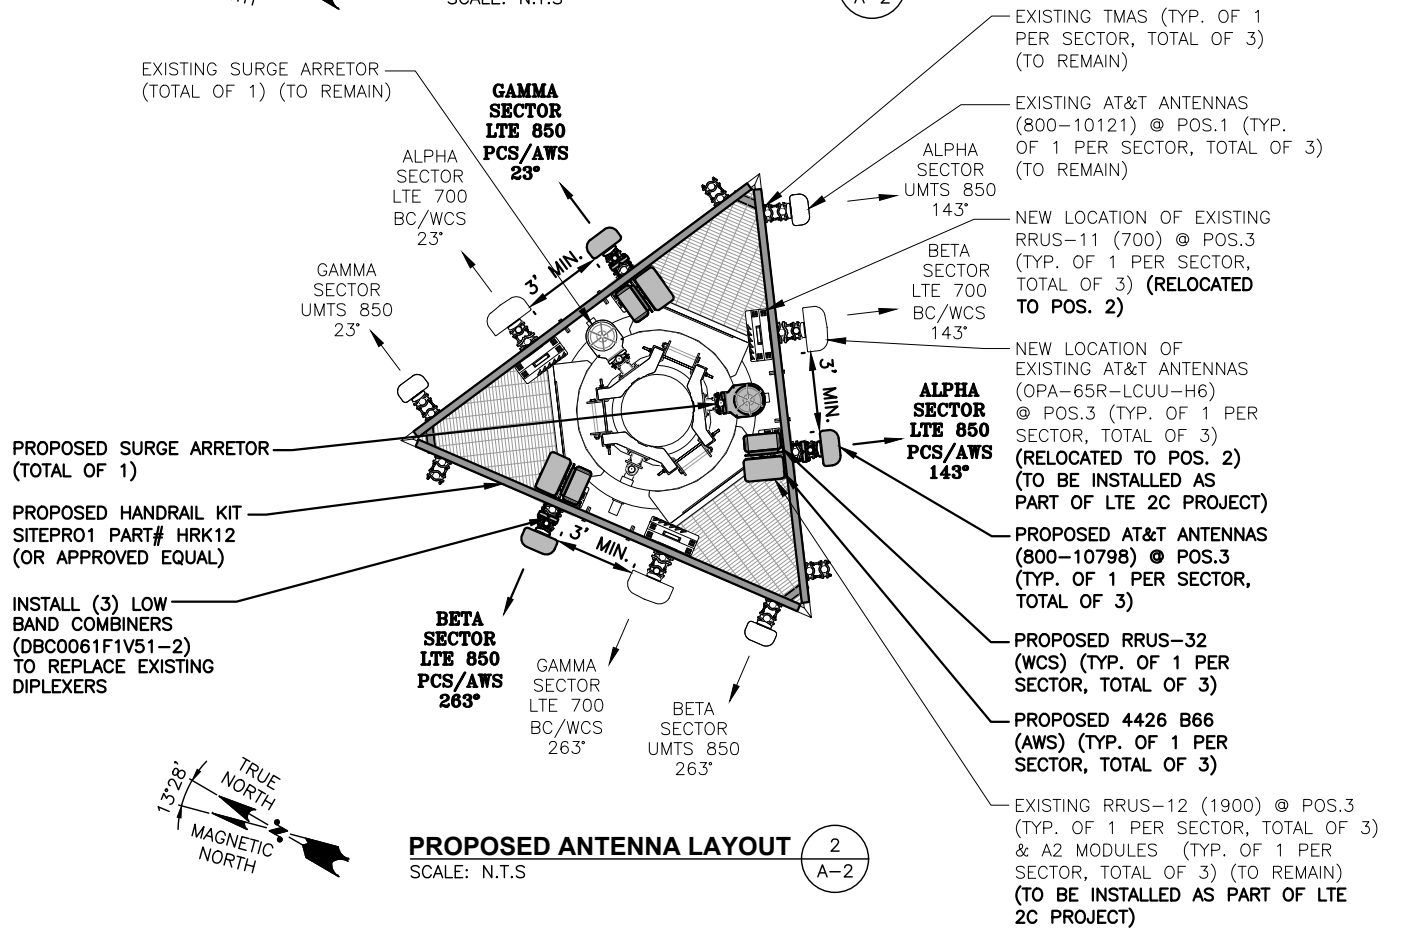 SCALE: N.T.S
A-2
EXISTING SURGE ARRETOR
(TOTAL OF 1) (TO REMAIN)
GAMMA
SECTOR
LTE 850
PCS/AWS
23°
ALPHA
SECTOR
LTE 700
BC/WCS
23°
GAMMA
SECTOR
UMTS 850
23°
3' MIN.
ALPHA
SECTOR
UMTS 850
143°
BETA
SECTOR
LTE 700
BC/WCS
143°
3' MIN.
ALPHA
SECTOR
LTE 850
PCS/AWS
143°
EXISTING TMAS (TYP. OF 1
PER SECTOR, TOTAL OF 3)
(TO REMAIN)
EXISTING AT&T ANTENNAS
(800-10121) @ POS.1 (TYP.
OF 1 PER SECTOR, TOTAL OF 3)
(TO REMAIN)
NEW LOCATION OF EXISTING
RRUS-11 (700) @ POS.3
(TYP. OF 1 PER SECTOR,
TOTAL OF 3) (RELOCATED
TO POS. 2)
NEW LOCATION OF
EXISTING AT&T ANTENNAS
(OPA-65R-LCUU-H6)
@ POS.3 (TYP. OF 1 PER
SECTOR, TOTAL OF 3)
(RELOCATED TO POS. 2)
(TO BE INSTALLED AS
PART OF LTE 2C PROJECT)
PROPOSED AT&T ANTENNAS
(800-10798) @ POS.3
(TYP. OF 1 PER SECTOR,
TOTAL OF 3)
PROPOSED RRUS-32
(WCS) (TYP. OF 1 PER
SECTOR, TOTAL OF 3)
PROPOSED 4426 B66
(AWS) (TYP. OF 1 PER
SECTOR, TOTAL OF 3)
EXISTING RRUS-12 (1900) @ POS.3
(TYP. OF 1 PER SECTOR, TOTAL OF 3)
& A2 MODULES (TYP. OF 1 PER
SECTOR, TOTAL OF 3) (TO REMAIN)
(TO BE INSTALLED AS PART OF LTE
2C PROJECT)
PROPOSED SURGE ARRETOR
(TOTAL OF 1)
PROPOSED HANDRAIL KIT
SITEPRO1 PART# HRK12
(OR APPROVED EQUAL)
INSTALL (3) LOW
BAND COMBINERS
(DBC0061F1V51-2)
TO REPLACE EXISTING
DIPLEXERS
3' MIN.
BETA
SECTOR
LTE 850
PCS/AWS
263°
GAMMA
SECTOR
LTE 700
BC/WCS
263°
BETA
SECTOR
UMTS 850
263°
13°28'
TRUE
NORTH
N
MAGNETIC
NORTH
PROPOSED ANTENNA LAYOUT
SCALE: N.T.S
2
A-2